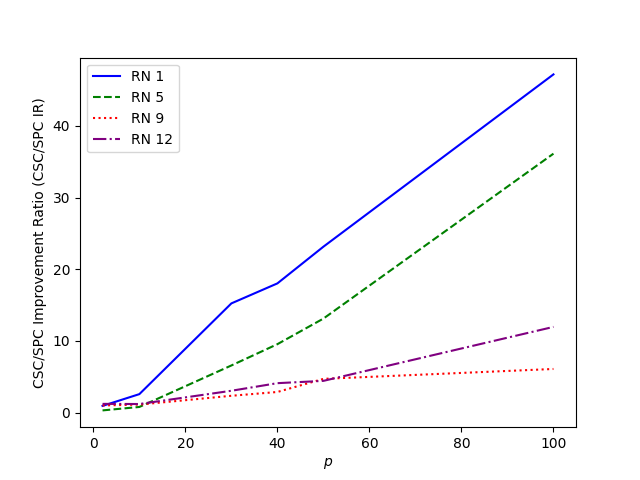 RN 1
RN 5
RN 9
RN 12
CSC/SPC Improvement Ratio (CSC/SPC IR)
40
30
20
10
0
0 20 40 60 80 100
p